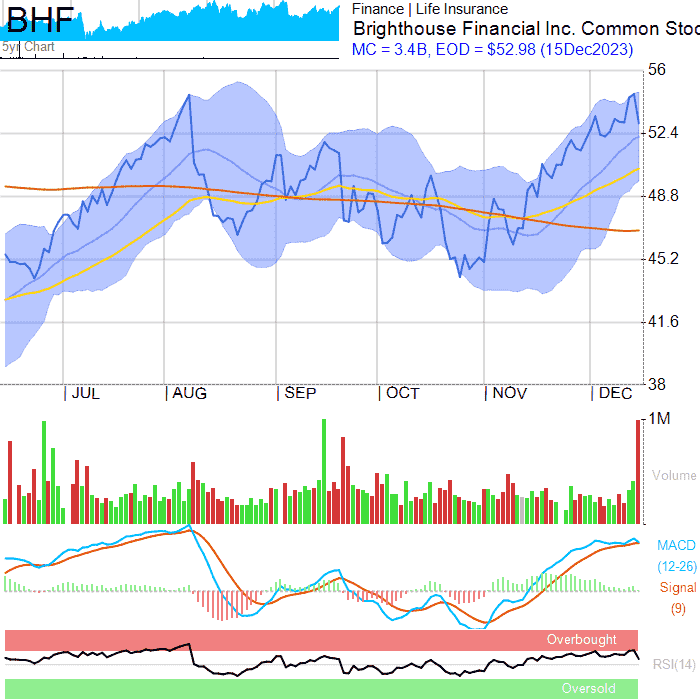 BHF
5yr Chart
Finance | Life Insurance
Brighthouse Financial Inc. Common Stoc
MC = 3.4B, EOD = $52.98 (15Dec2023)
56
52.4
48.8
45.2
41.6
38
JUL AUG SEP OCT NOV DEC
1M
Volume
MACD
(12-26)
Signal
(9)
Overbought
RSI(14)
Oversold